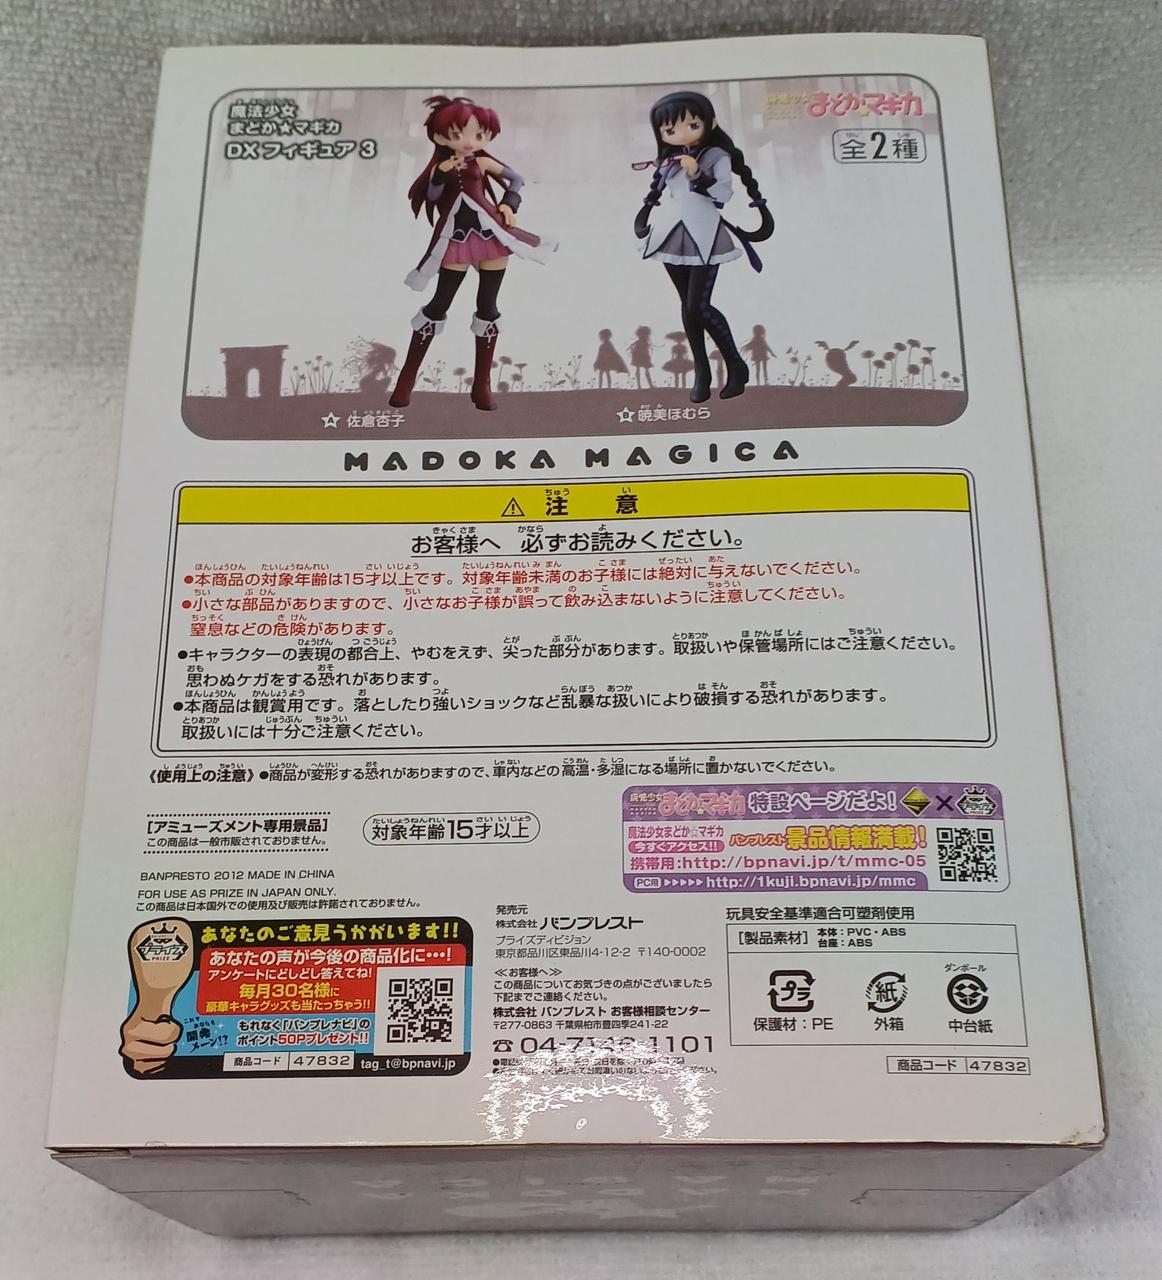 魔法少女
まどか☆マギカ
DX フィギュア 3
魔法少女
まどか☆マギカ
全2種
A 佐倉杏子
B 暁美ほむら
MADOKA MAGICA
⚠ 注意
お客様へ 必ずお読みください。
●本商品の対象年齢は15才以上です。対象年齢未満のお子様には絶対に与えないでください。
●小さな部品がありますので、小さなお子様が誤って飲み込まないように注意してください。
窒息などの危険があります。
●キャラクターの表現の都合上、やむをえず、尖った部分があります。取扱いや保管場所にはご注意ください。
思わぬケガをする恐れがあります。
●本商品は観賞用です。落としたり強いショックなど乱暴な扱いにより破損する恐れがあります。
取扱いには十分ご注意ください。
《使用上の注意》●商品が変形する恐れがありますので、車内などの高温・多湿になる場所に置かないでください。
[アミューズメント専用景品]
この商品は一般市販されておりません。
対象年齢15才以上
BANPRESTO 2012 MADE IN CHINA
FOR USE AS PRIZE IN JAPAN ONLY.
この商品は日本国外での使用及び販売は許諾されておりません。
魔法少女まどか☆マギカ 特設ページだよ!
魔法少女まどか☆マギカ
今すぐアクセス!!
バンプレスト景品情報満載!
携帯用:http://bpnavi.jp/t/mmc-05
PC用 http://1kuji.bpnavi.jp/mmc
プライズ
PRIZE
あなたのご意見うかがいます!!
あなたの声が今後の商品化に…!
アンケートにどしどし答えてね!
毎月30名様に
豪華キャラグッズも当たっちゃう!!
これであなたも
開発メ〜ン!?
もれなく「バンプレナビ」の
ポイント50Pプレゼント!!
商品コード 47832
tag_t@bpnavi.jp
発売元
株式会社 バンプレスト
プライズディビジョン
東京都品川区東品川4-12-2 〒140-0002
≪お客様へ≫
この商品についてお気づきの点がございましたら
下記までご連絡ください。
株式会社 バンプレスト お客様相談センター
〒277-0863 千葉県柏市豊四季241-22
玩具安全基準適合可塑剤使用
[製品素材] 本体:PVC・ABS
台座:ABS
プラ
保護材:PE
紙
外箱
ダンボール
中台紙
商品コード 47832